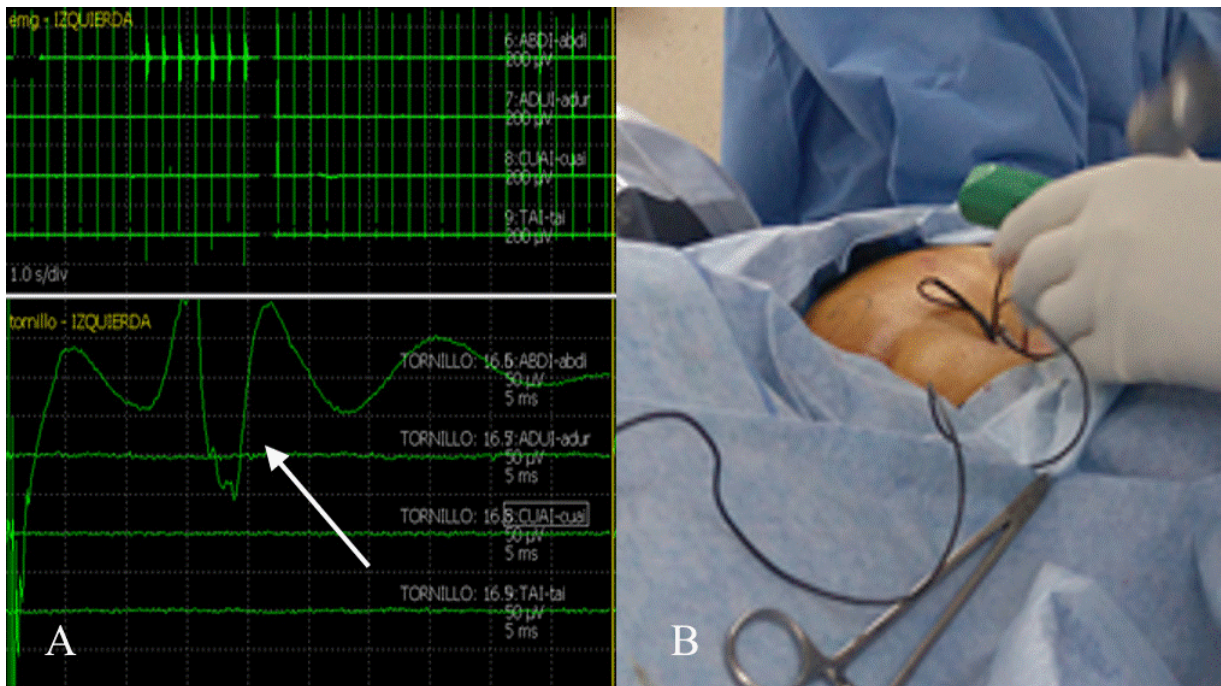 emg - IZQUIERDA
6:ABDI-abdi
200 µV
7:ADUI-adur
200 µV
8:CUAI-cuai
200 µV
9:TAI-tai
200 µV
1.0 s/div
tornillo - IZQUIERDA
TORNILLO: 16.6:ABDI-abdi
50 µV
5 ms
TORNILLO: 16.7:ADUI-adur
50 µV
5 ms
TORNILLO: 16.8:CUAI-cuai
50 µV
5 ms
TORNILLO: 16.9:TAI-tai
50 µV
5 ms
A
B